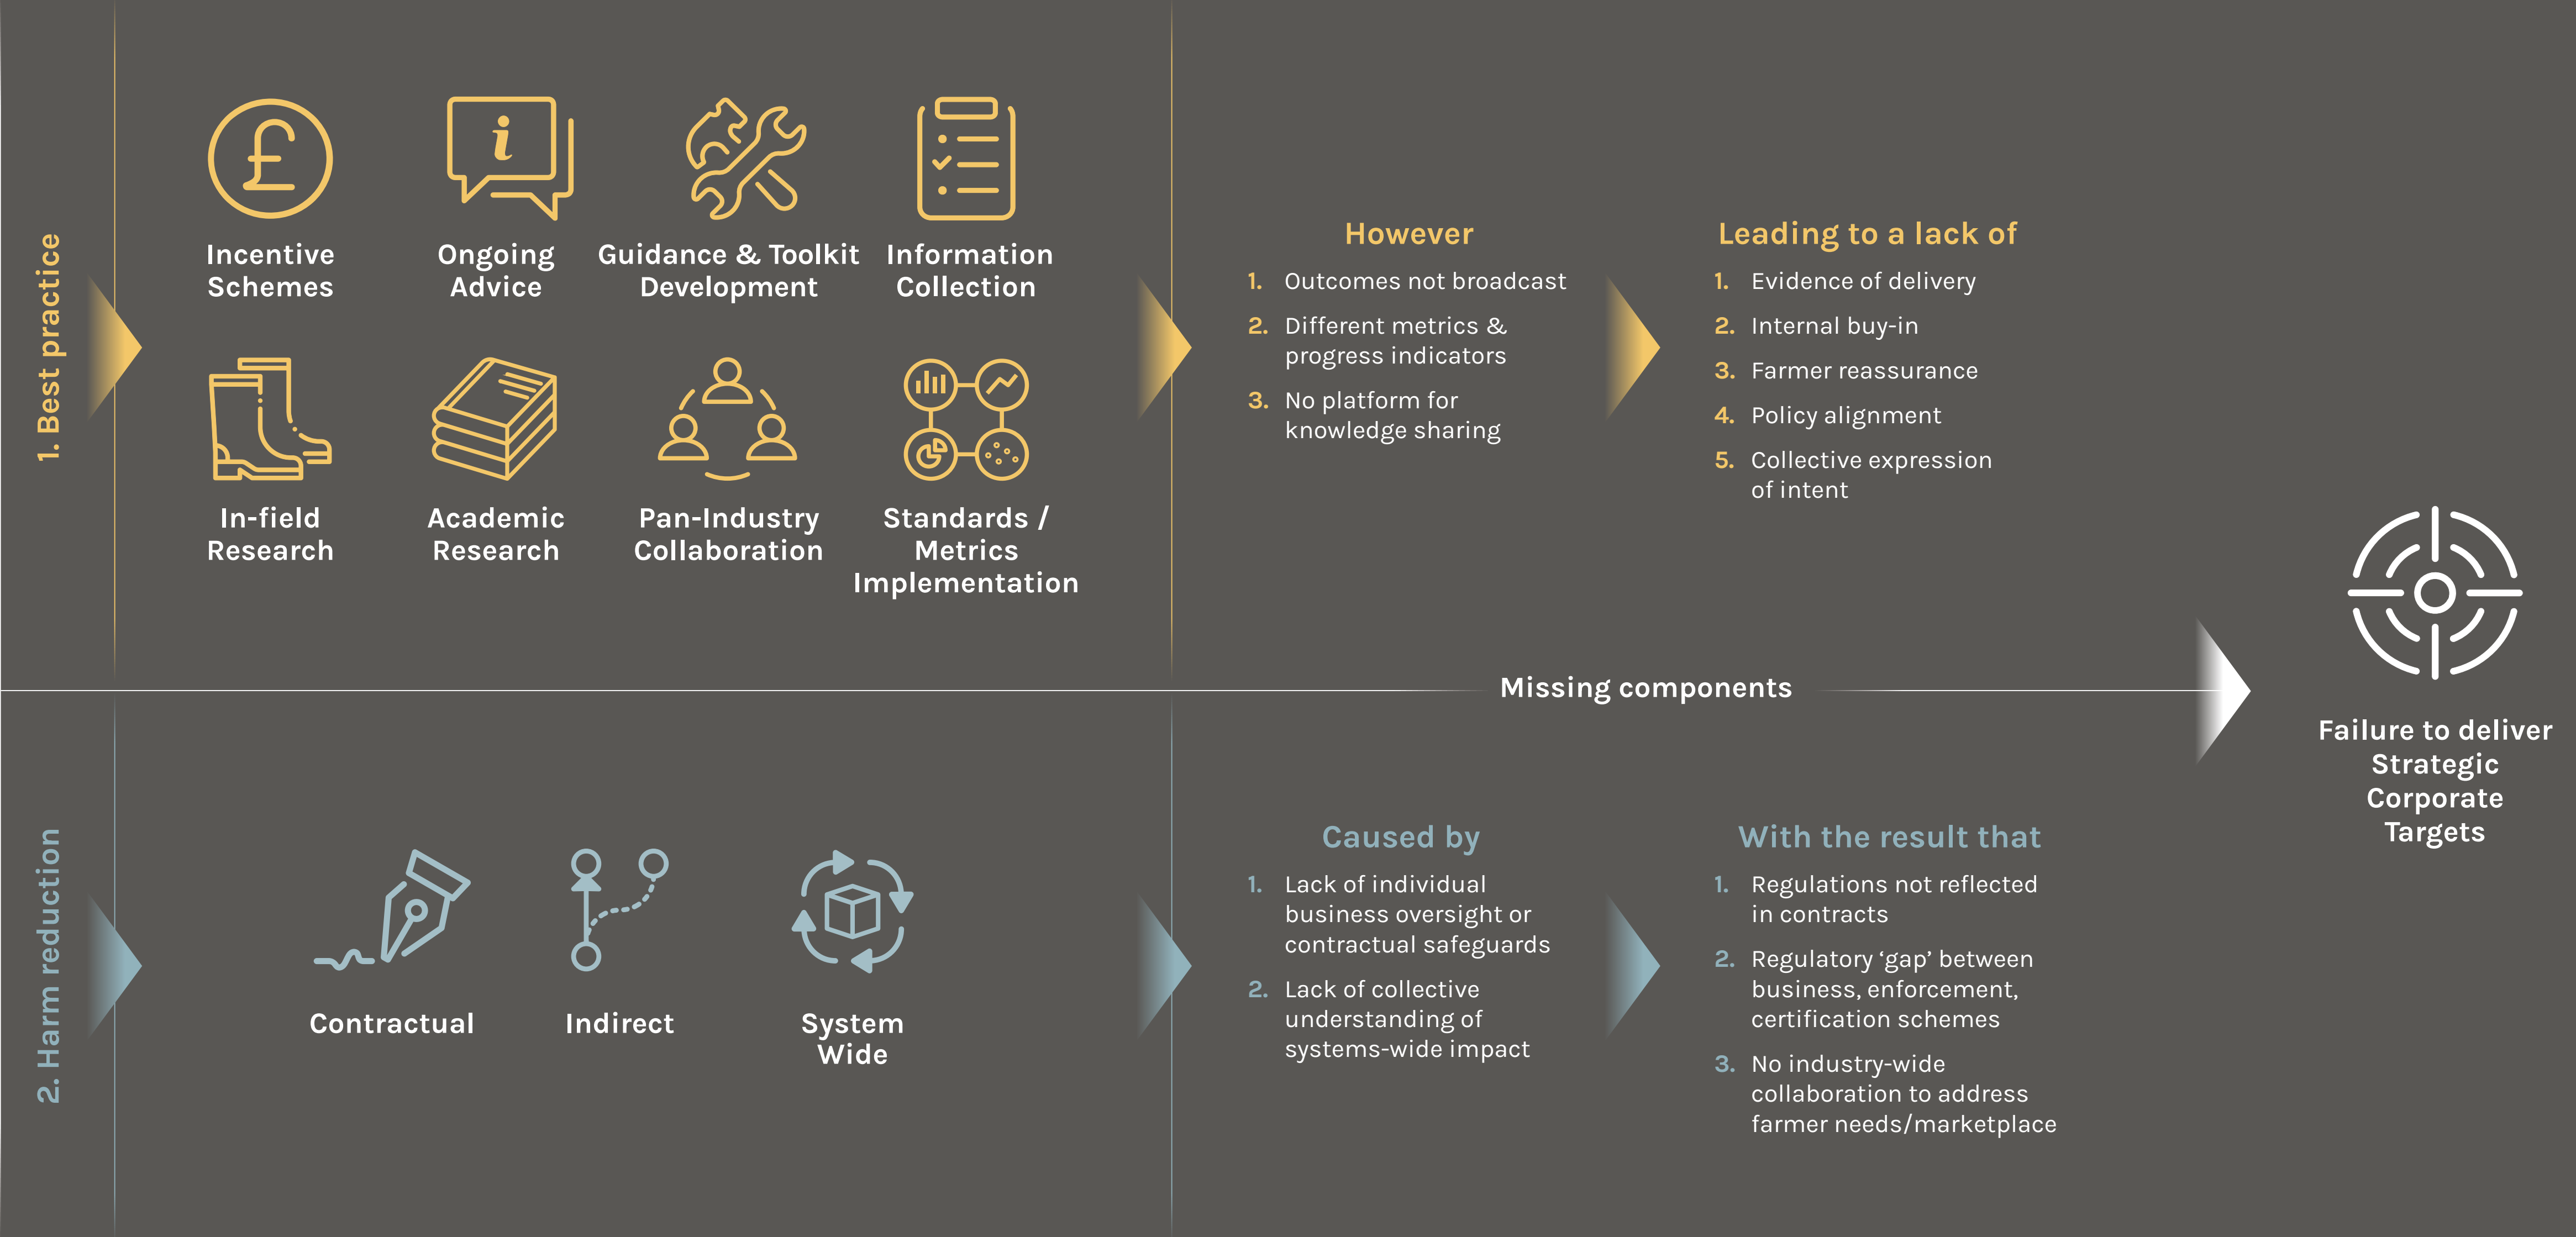 1. Best practice
£
i
Incentive
Schemes
Ongoing
Advice
Guidance & Toolkit
Development
Information
Collection
In-field
Research
Academic
Research
Pan-Industry
Collaboration
Standards /
Metrics
Implementation
However
1. Outcomes not broadcast
2. Different metrics &
progress indicators
3. No platform for
knowledge sharing
Leading to a lack of
1. Evidence of delivery
2. Internal buy-in
3. Farmer reassurance
4. Policy alignment
5. Collective expression
of intent
Missing components
Failure to deliver
Strategic
Corporate
Targets
2. Harm reduction
Contractual
Indirect
System
Wide
Caused by
1. Lack of individual
business oversight or
contractual safeguards
2. Lack of collective
understanding of
systems-wide impact
With the result that
1. Regulations not reflected
in contracts
2. Regulatory ‘gap’ between
business, enforcement,
certification schemes
3. No industry-wide
collaboration to address
farmer needs/marketplace